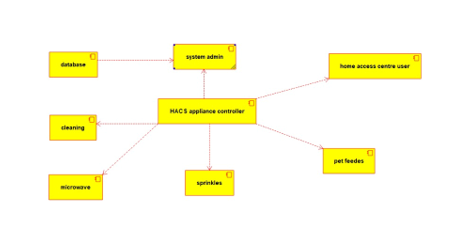 system admin
database
home access centre user
HACS appliance controller
cleaning
pet feedes
sprinkles
microwave